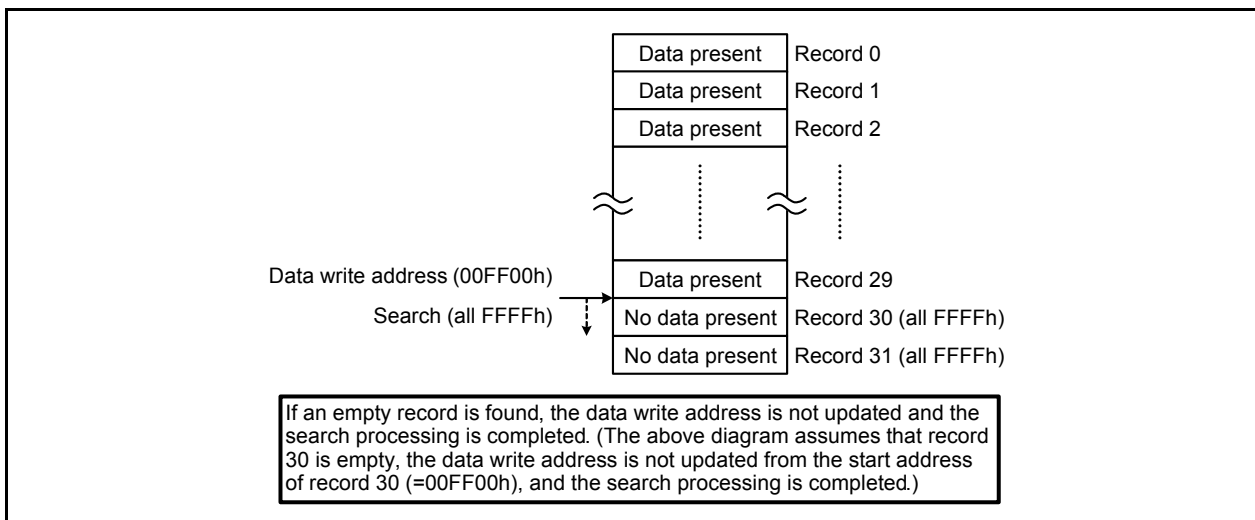 Data present Record 0
Data present Record 1
Data present Record 2
Data write address (00FF00h) Data present Record 29
Search (all FFFFh) No data present Record 30 (all FFFFh)
No data present Record 31 (all FFFFh)
If an empty record is found, the data write address is not updated and the
search processing is completed. (The above diagram assumes that record
30 is empty, the data write address is not updated from the start address
of record 30 (=00FF00h), and the search processing is completed.)